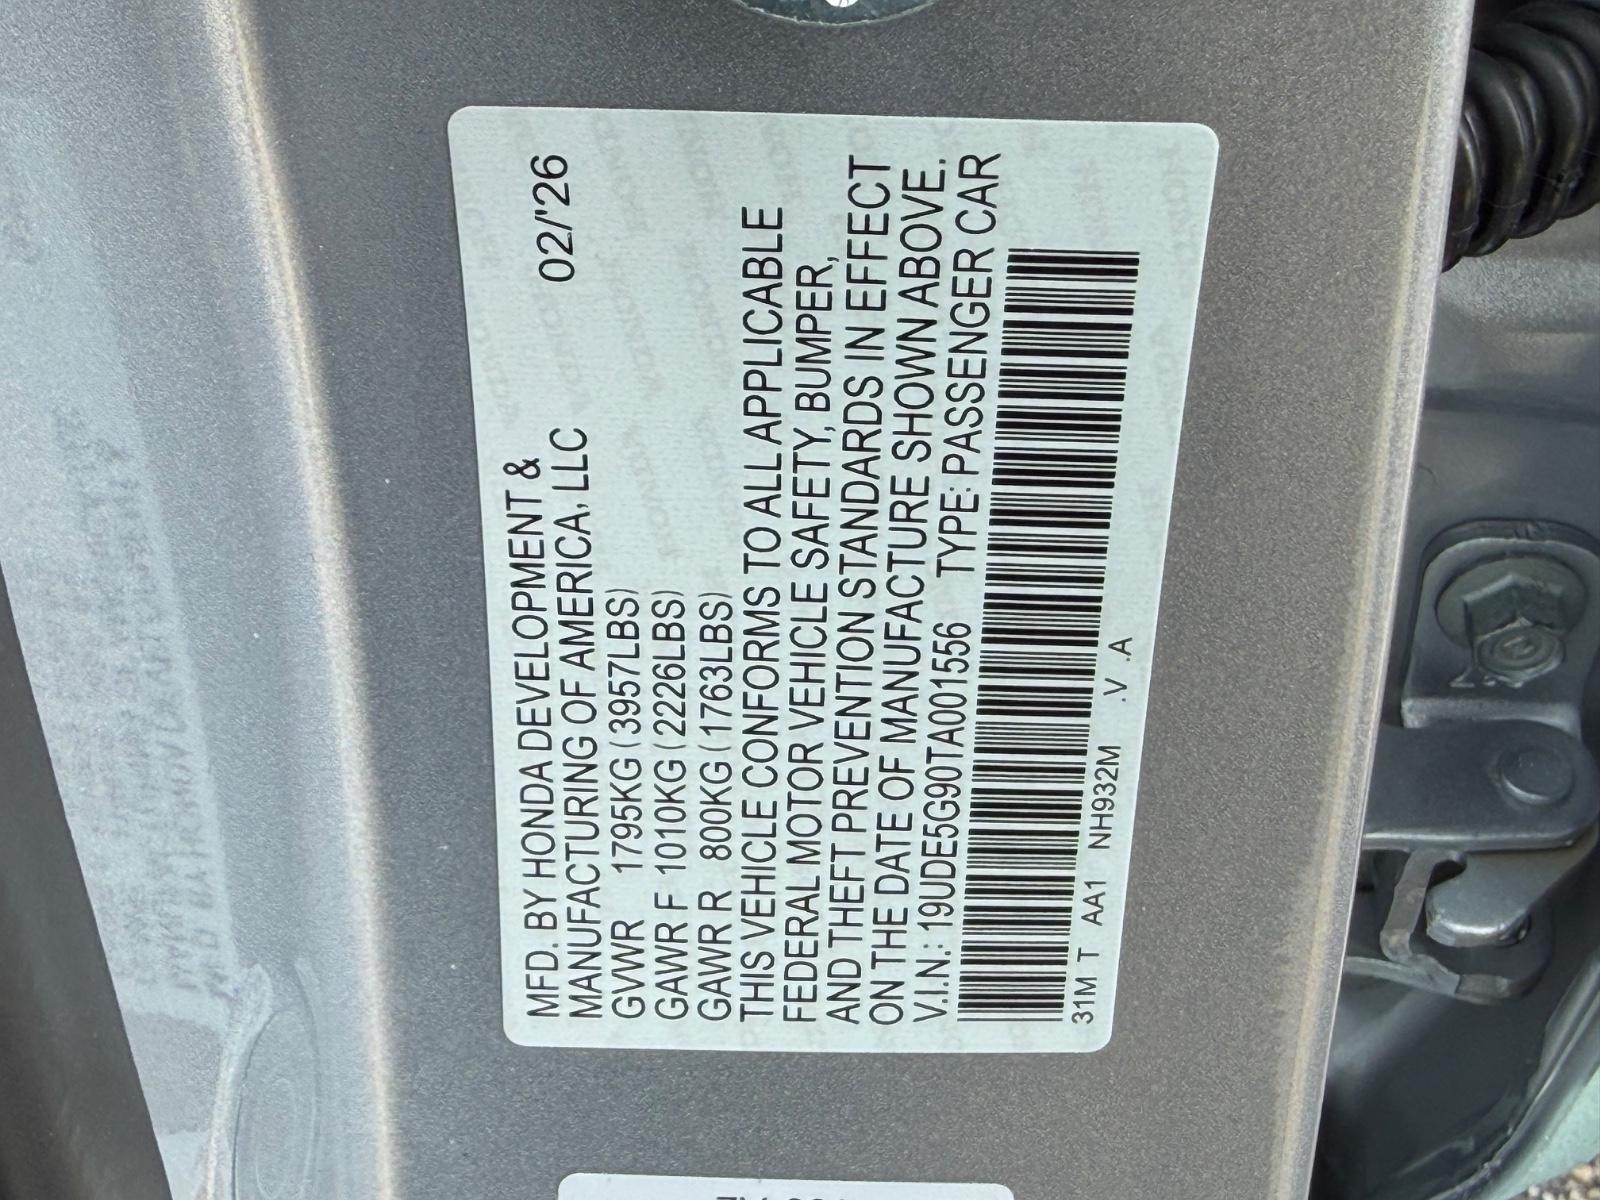 MFD. BY HONDA DEVELOPMENT & 02/'26
MANUFACTURING OF AMERICA, LLC
GVWR 1795KG (3957LBS)
GAWR F 1010KG (2226LBS)
GAWR R 800KG (1763LBS)
THIS VEHICLE CONFORMS TO ALL APPLICABLE
FEDERAL MOTOR VEHICLE SAFETY, BUMPER,
AND THEFT PREVENTION STANDARDS IN EFFECT
ON THE DATE OF MANUFACTURE SHOWN ABOVE.
V.I.N.: 19UDE5G90TA001556 TYPE: PASSENGER CAR
31M T AA1 NH932M .V .A